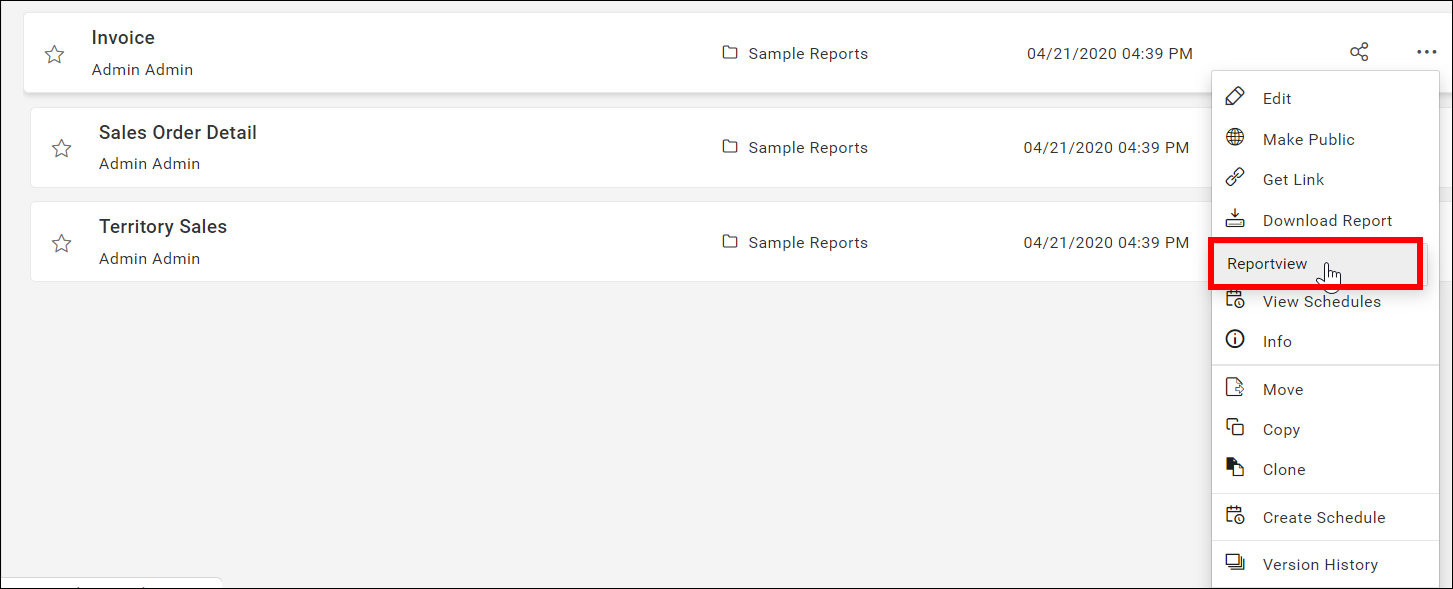 Invoice
Admin Admin
Sample Reports
04/21/2020 04:39 PM
Sales Order Detail
Admin Admin
Sample Reports
04/21/2020 04:39 PM
Territory Sales
Admin Admin
Sample Reports
04/21/2020 04:39 PM
Edit
Make Public
Get Link
Download Report
Reportview
View Schedules
Info
Move
Copy
Clone
Create Schedule
Version History